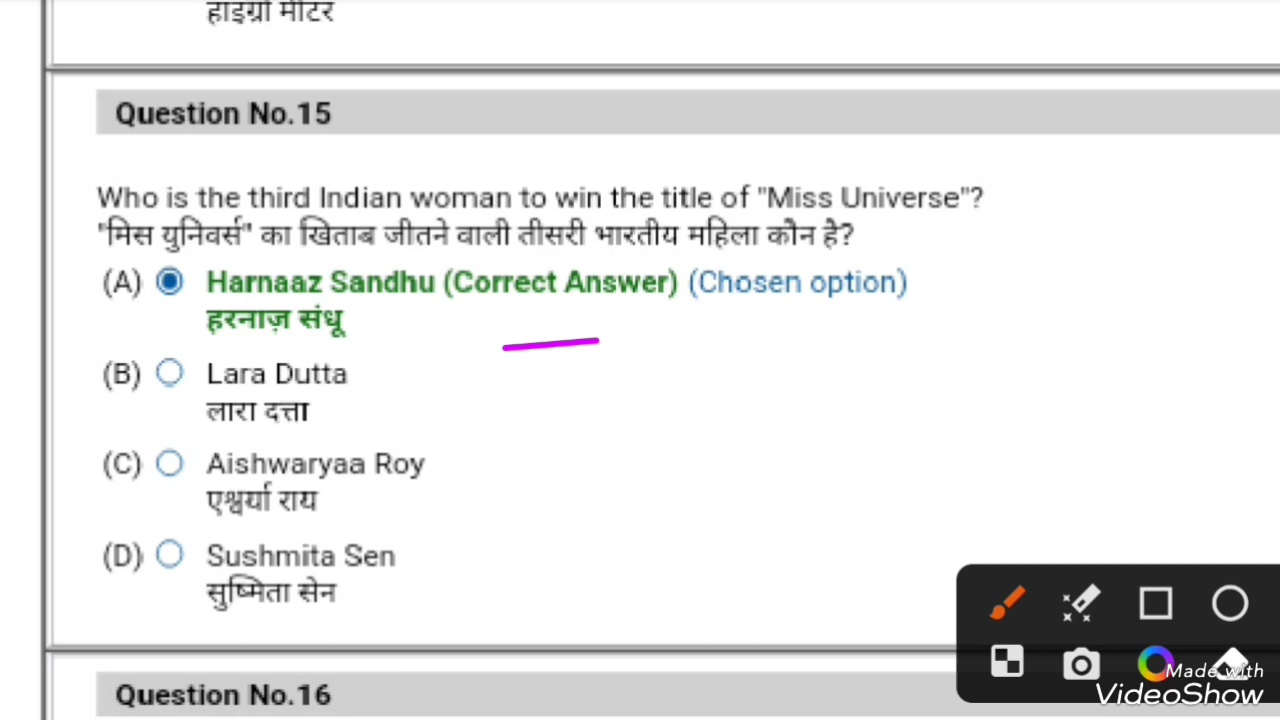 हाइग्रो मीटर
Question No.15
Who is the third Indian woman to win the title of "Miss Universe"?
"मिस युनिवर्स" का खिताब जीतने वाली तीसरी भारतीय महिला कौन है?
(A) Harnaaz Sandhu (Correct Answer) (Chosen option)
हरनाज़ संधू
(B) Lara Dutta
लारा दत्ता
(C) Aishwaryaa Roy
एश्वर्या राय
(D) Sushmita Sen
सुष्मिता सेन
Question No.16
Made with
VideoShow